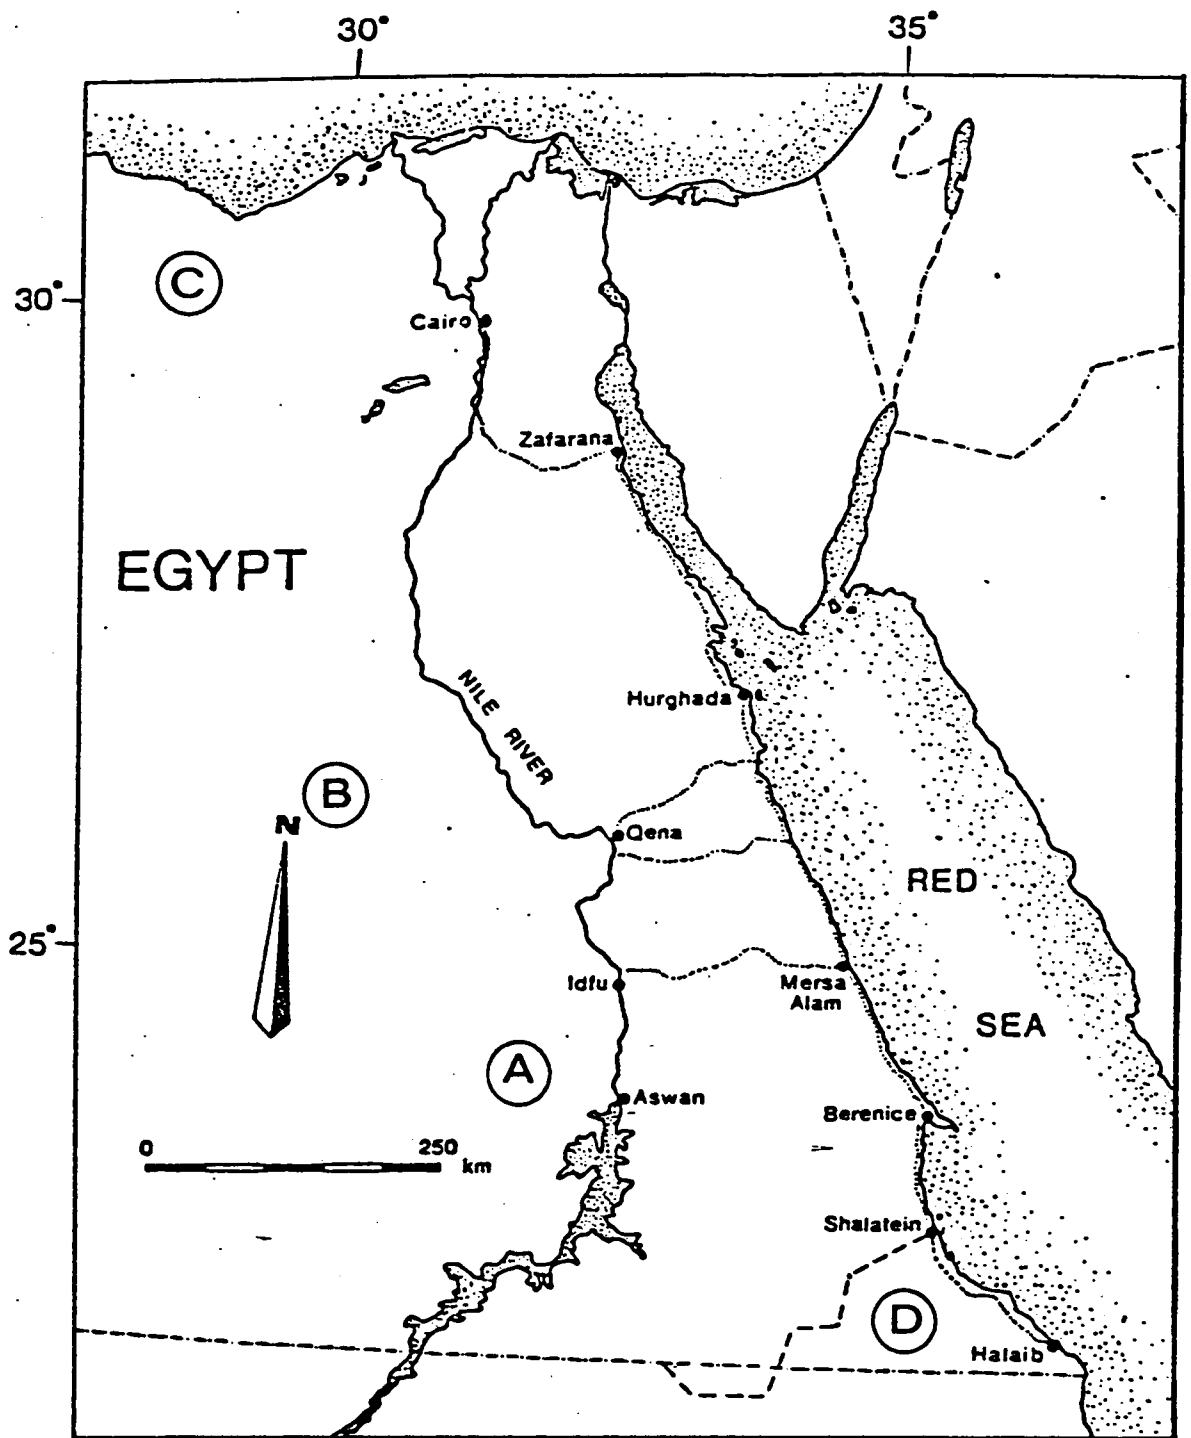 30°
35°
C
30°
Cairo
Zafarana
EGYPT
NILE RIVER
Hurghada
B
N
Qena
RED
25°
Idfu
Mersa
Alam
SEA
A
Aswan
Berenice
0
250
km
Shalatein
D
Halaib